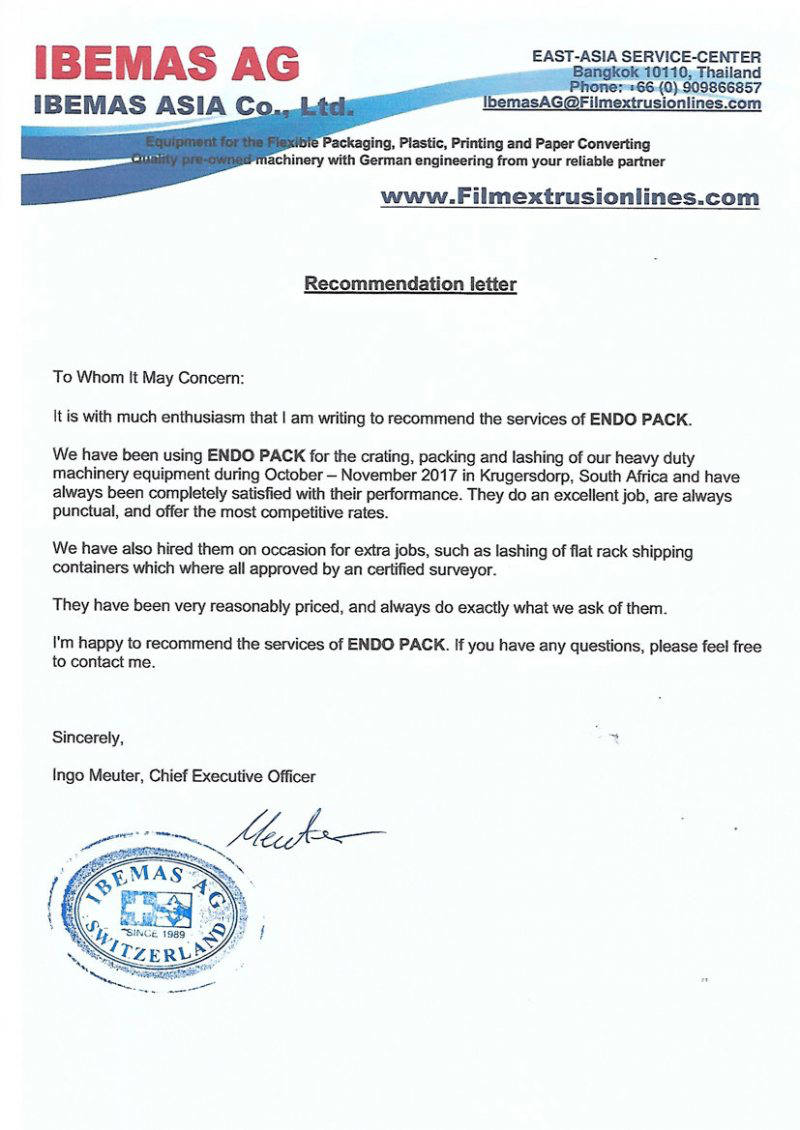 IBEMAS AG
IBEMAS ASIA Co., Ltd.
EAST-ASIA SERVICE-CENTER
Bangkok 10110, Thailand
Phone: +66 (0) 909866857
IbemasAG@Filmextrusionlines.com
Equipment for the Flexible Packaging, Plastic, Printing and Paper Converting
Quality pre-owned machinery with German engineering from your reliable partner
www.Filmextrusionlines.com
Recommendation letter
To Whom It May Concern:
It is with much enthusiasm that I am writing to recommend the services of ENDO PACK.
We have been using ENDO PACK for the crating, packing and lashing of our heavy duty
machinery equipment during October – November 2017 in Krugersdorp, South Africa and have
always been completely satisfied with their performance. They do an excellent job, are always
punctual, and offer the most competitive rates.
We have also hired them on occasion for extra jobs, such as lashing of flat rack shipping
containers which where all approved by an certified surveyor.
They have been very reasonably priced, and always do exactly what we ask of them.
I'm happy to recommend the services of ENDO PACK. If you have any questions, please feel free
to contact me.
Sincerely,
Ingo Meuter, Chief Executive Officer
Meuter
IBEMAS AG
SINCE 1989
SWITZERLAND